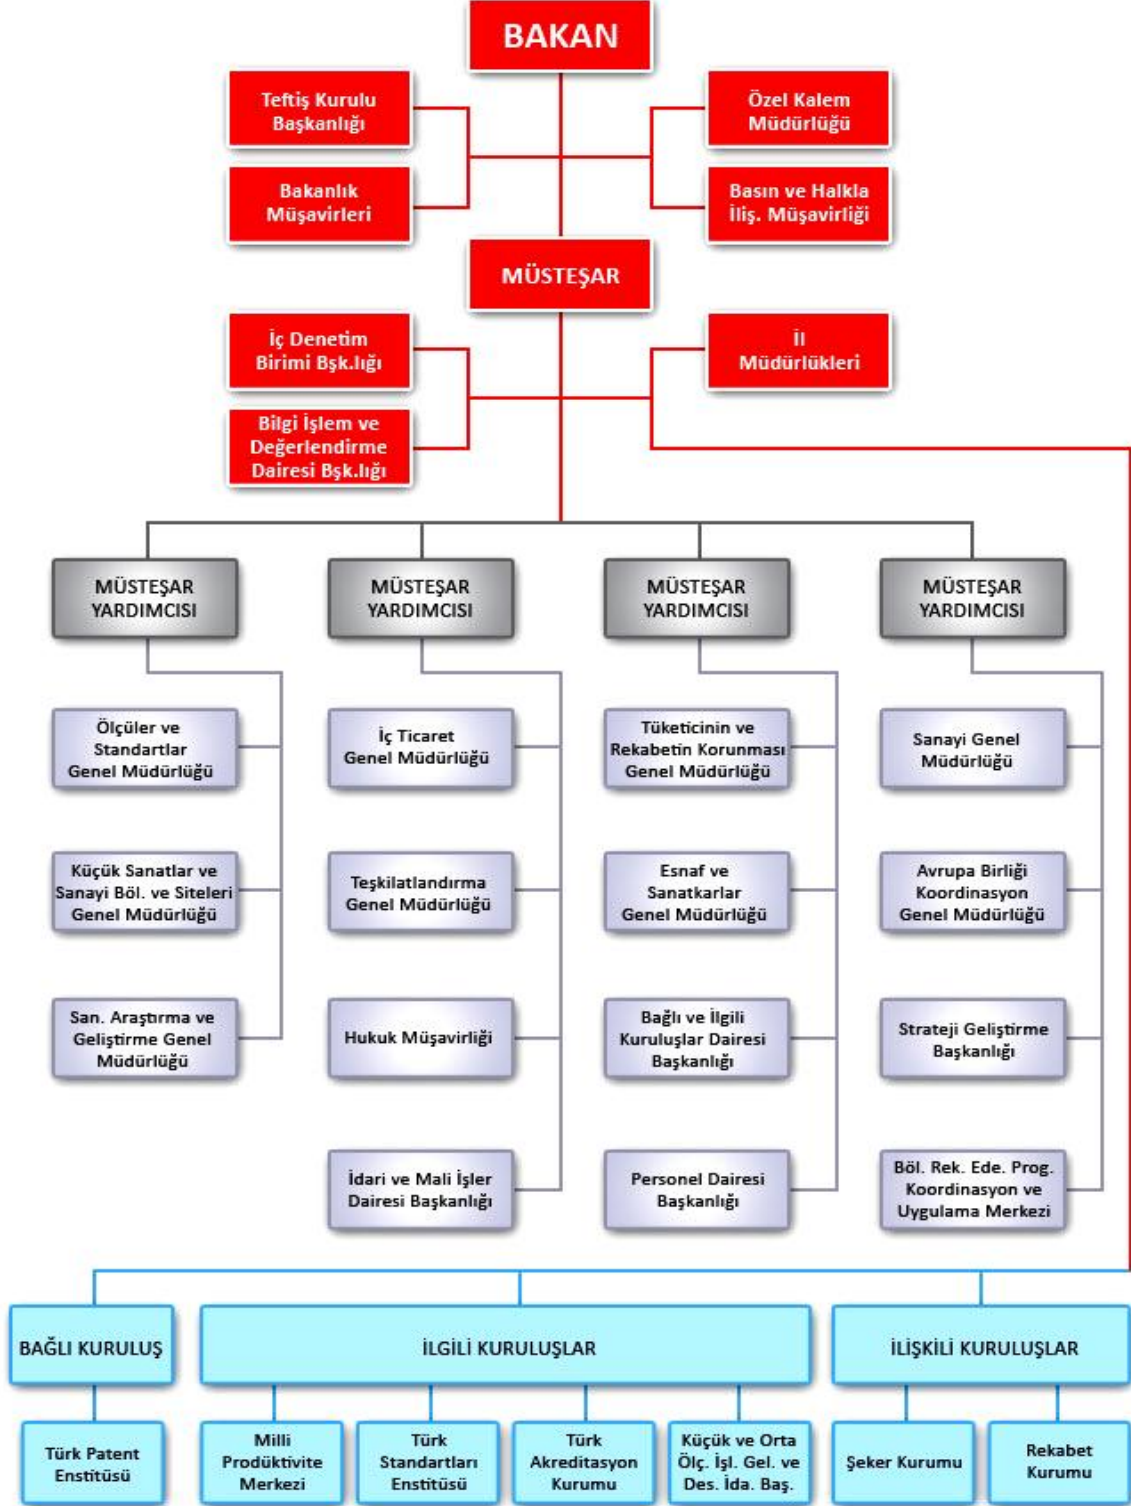 BAKAN
Teftiş Kurulu
Başkanlığı
Özel Kalem
Müdürlüğü
Bakanlık
Müşavirleri
Basın ve Halkla
İliş. Müşavirliği
MÜSTEŞAR
İç Denetim
Birimi Bşk.lığı
İl
Müdürlükleri
Bilgi İşlem ve
Değerlendirme
Dairesi Bşk.lığı
MÜSTEŞAR
YARDIMCISI
MÜSTEŞAR
YARDIMCISI
MÜSTEŞAR
YARDIMCISI
MÜSTEŞAR
YARDIMCISI
Ölçüler ve
Standartlar
Genel Müdürlüğü
İç Ticaret
Genel Müdürlüğü
Tüketicinin ve
Rekabetin Korunması
Genel Müdürlüğü
Sanayi Genel
Müdürlüğü
Küçük Sanatlar ve
Sanayi Böl. ve Siteleri
Genel Müdürlüğü
Teşkilatlandırma
Genel Müdürlüğü
Esnaf ve
Sanatkarlar
Genel Müdürlüğü
Avrupa Birliği
Koordinasyon
Genel Müdürlüğü
San. Araştırma ve
Geliştirme Genel
Müdürlüğü
Hukuk Müşavirliği
Bağlı ve İlgili
Kuruluşlar Dairesi
Başkanlığı
Strateji Geliştirme
Başkanlığı
İdari ve Mali İşler
Dairesi Başkanlığı
Personel Dairesi
Başkanlığı
Böl. Rek. Ede. Prog.
Koordinasyon ve
Uygulama Merkezi
BAĞLI KURULUŞ
İLGİLİ KURULUŞLAR
İLİŞKİLİ KURULUŞLAR
Türk Patent
Enstitüsü
Milli
Prodüktivite
Merkezi
Türk
Standartları
Enstitüsü
Türk
Akreditasyon
Kurumu
Küçük ve Orta
Ölç. İşl. Gel. ve
Des. İda. Baş.
Şeker Kurumu
Rekabet
Kurumu